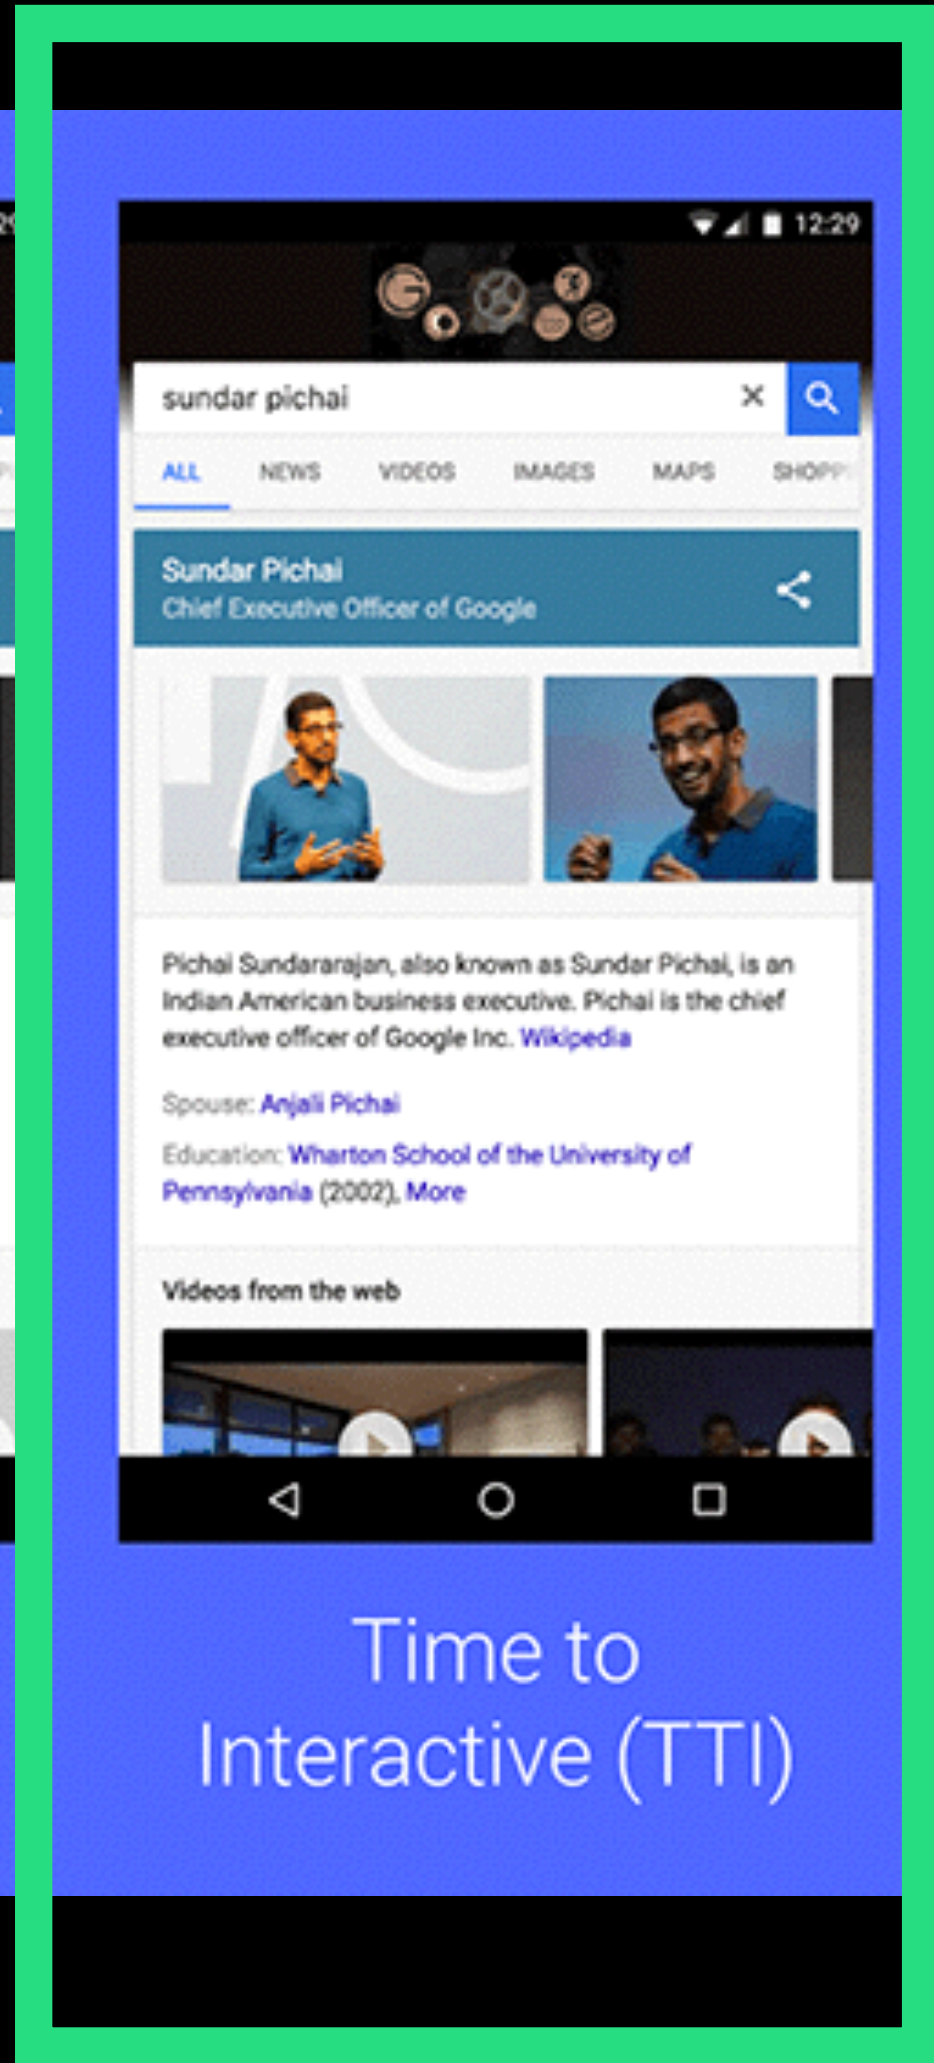 29
12:29
sundar pichai
ALL NEWS VIDEOS IMAGES MAPS SHOPPI
Sundar Pichai
Chief Executive Officer of Google
Pichai Sundararajan, also known as Sundar Pichai, is an
Indian American business executive. Pichai is the chief
executive officer of Google Inc. Wikipedia
Spouse: Anjali Pichai
Education: Wharton School of the University of
Pennsylvania (2002), More
Videos from the web
Time to
Interactive (TTI)